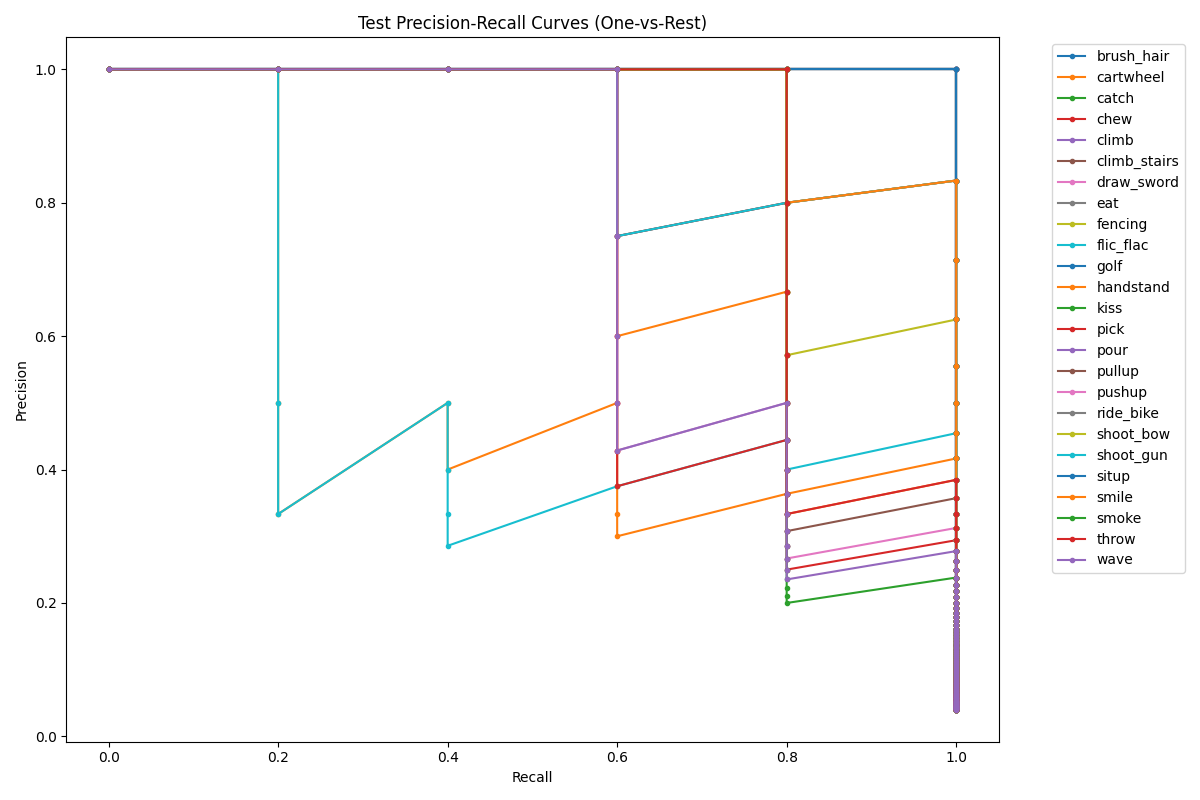 Test Precision-Recall Curves (One-vs-Rest)
1.0
0.8
0.6
0.4
0.2
0.0
Precision
0.0
0.2
0.4
0.6
0.8
1.0
Recall
brush_hair
cartwheel
catch
chew
climb
climb_stairs
draw_sword
eat
fencing
flic_flac
golf
handstand
kiss
pick
pour
pullup
pushup
ride_bike
shoot_bow
shoot_gun
situp
smile
smoke
throw
wave